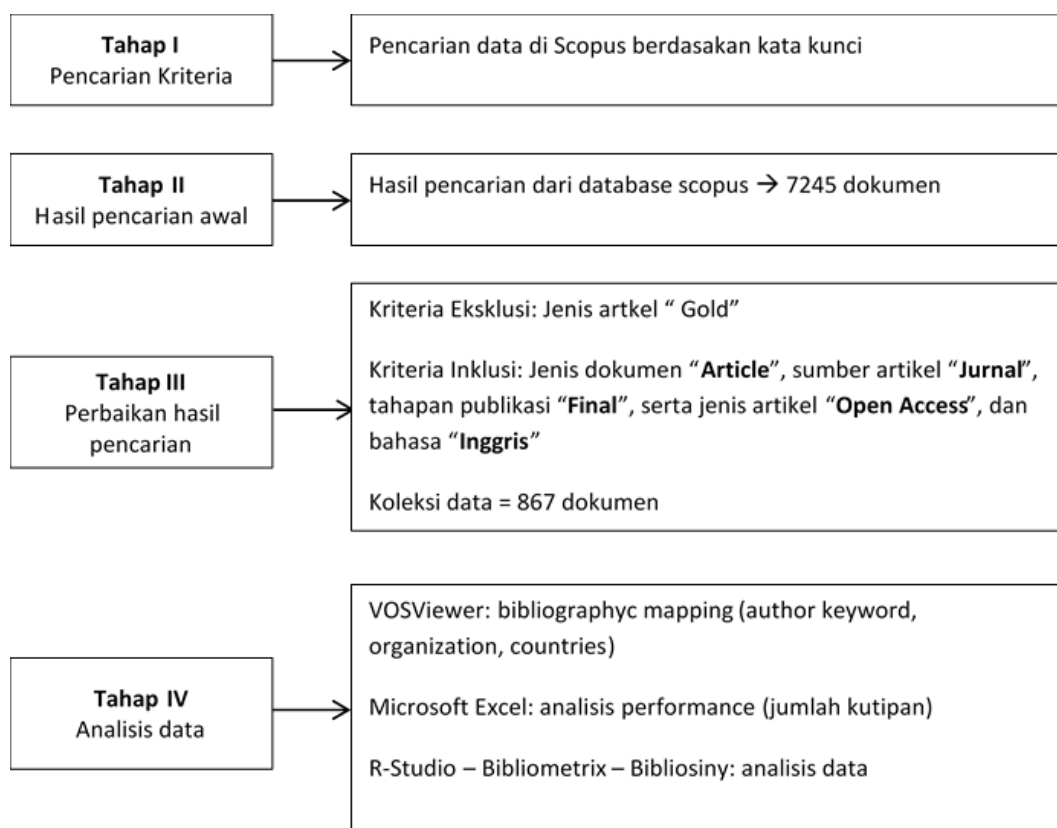 Tahap I
Pencarian Kriteria
Pencarian data di Scopus berdasakan kata kunci
Tahap II
Hasil pencarian awal
Hasil pencarian dari database scopus → 7245 dokumen
Tahap III
Perbaikan hasil
pencarian
Kriteria Eksklusi: Jenis artkel “ Gold”
Kriteria Inklusi: Jenis dokumen “Article”, sumber artikel “Jurnal”,
tahapan publikasi “Final”, serta jenis artikel “Open Access”, dan
bahasa “Inggris”
Koleksi data = 867 dokumen
Tahap IV
Analisis data
VOSViewer: bibliographyc mapping (author keyword,
organization, countries)
Microsoft Excel: analisis performance (jumlah kutipan)
R-Studio – Bibliometrix – Bibliosiny: analisis data